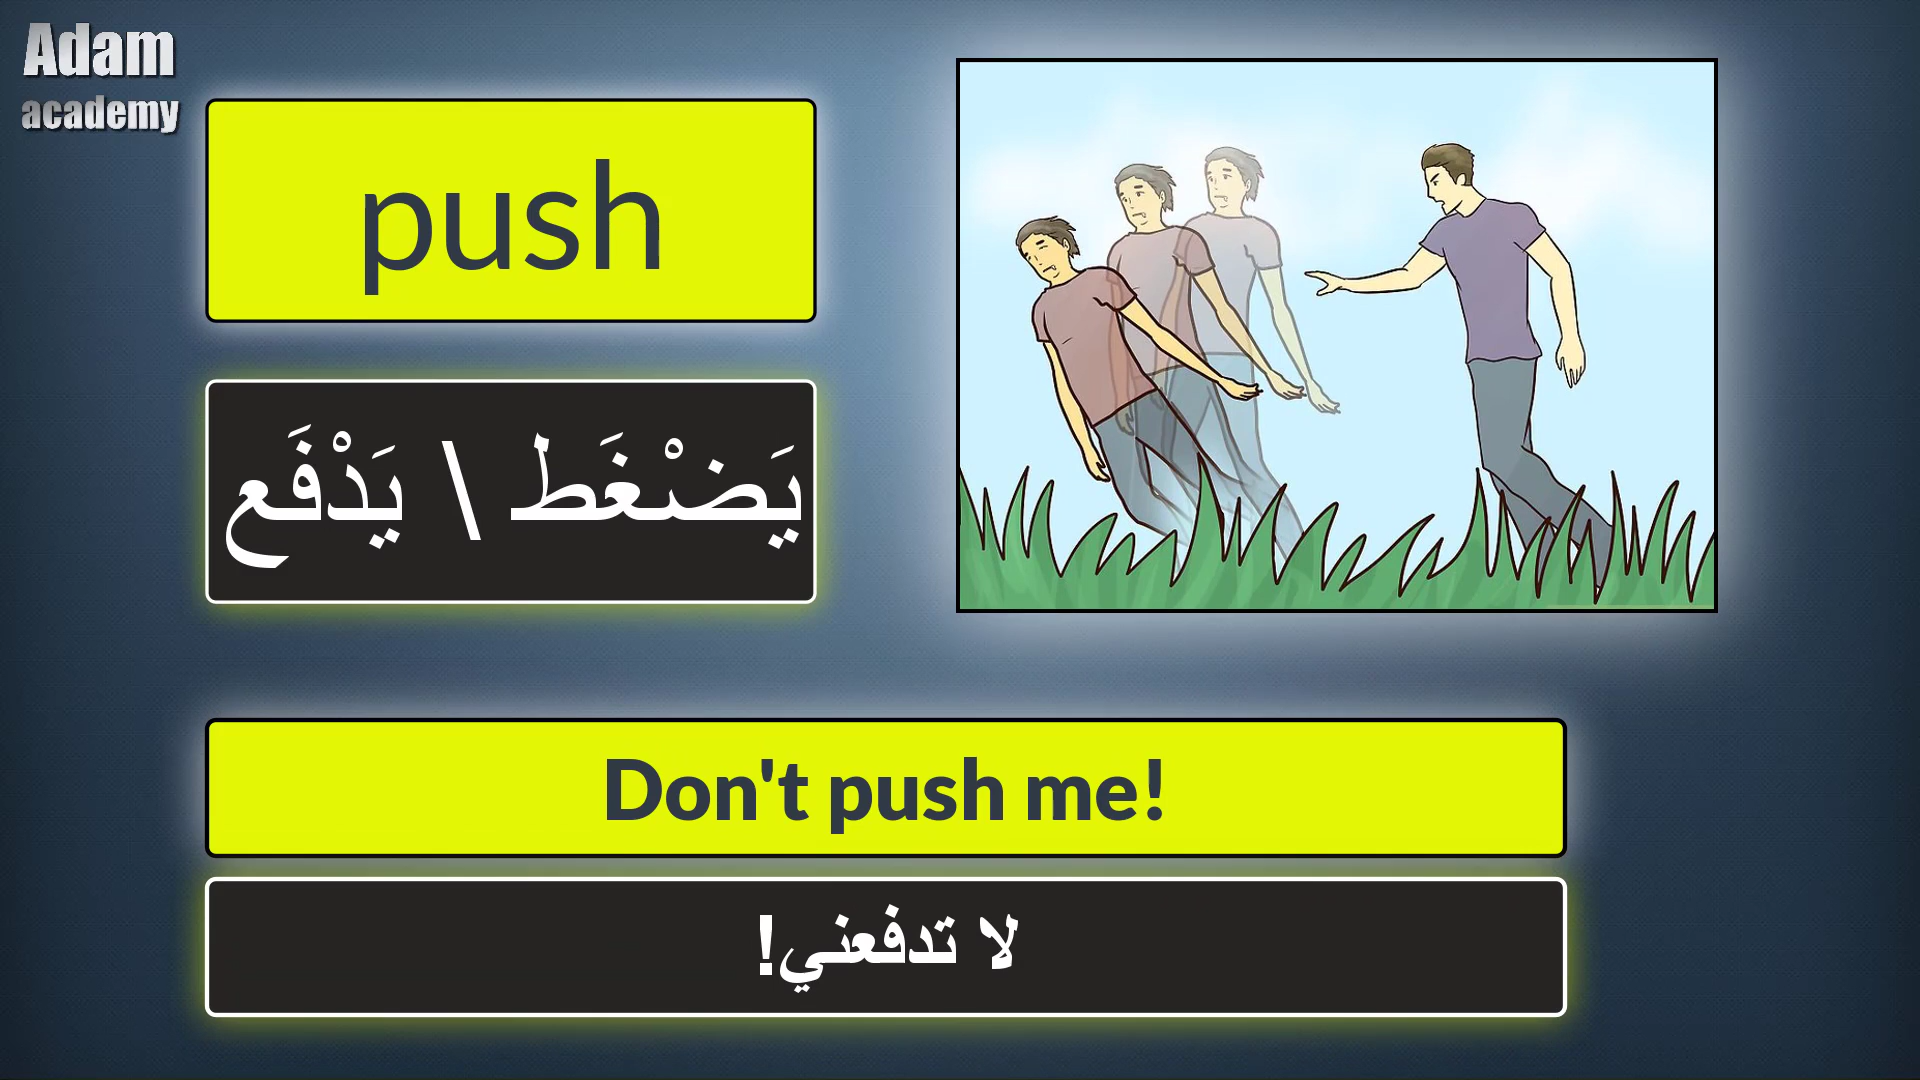 Adam
academy
push
يَضْغَط \ يَدْفَع
Don't push me!
لا تدفعني!